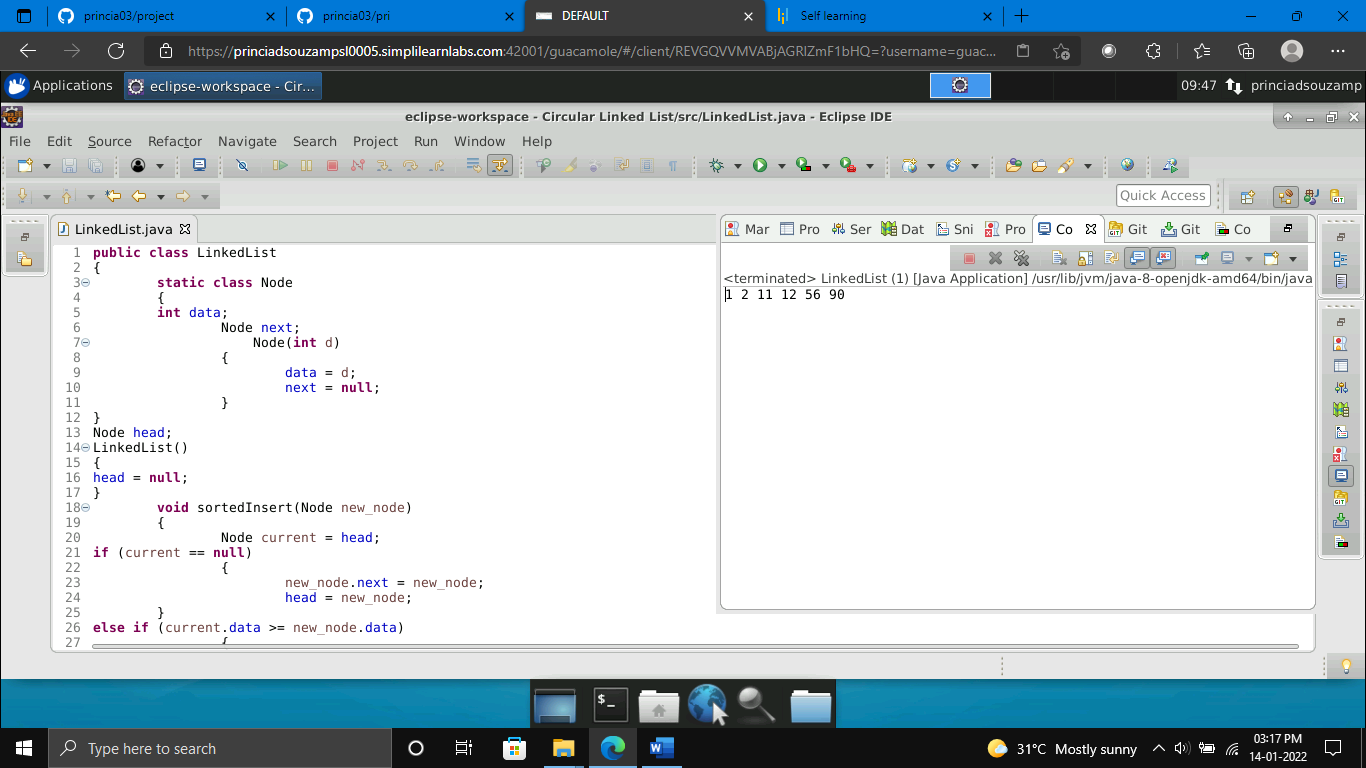 princia03/project
princia03/pri
DEFAULT
Self learning
https://princiadsouzampsl0005.simplilearnlabs.com:42001/guacamole/#/client/REVGQVVMVABjAGRlZmF1bHQ=?username=guac...
Applications
eclipse-workspace - Cir...
09:47
princiadsouzamp
eclipse-workspace - Circular Linked List/src/LinkedList.java - Eclipse IDE
File Edit Source Refactor Navigate Search Project Run Window Help
Quick Access
LinkedList.java
Mar Pro Ser Dat Sni Pro Co Git Git Co
<terminated> LinkedList (1) [Java Application] /usr/lib/jvm/java-8-openjdk-amd64/bin/java
1 2 11 12 56 90
1 public class LinkedList
2 {
3 static class Node
4 {
5 int data;
6 Node next;
7 Node(int d)
8 {
9 data = d;
10 next = null;
11 }
12 }
13 Node head;
14 LinkedList()
15 {
16 head = null;
17 }
18 void sortedInsert(Node new_node)
19 {
20 Node current = head;
21 if (current == null)
22 {
23 new_node.next = new_node;
24 head = new_node;
25 }
26 else if (current.data >= new_node.data)
27 {
GIT
GIT
Type here to search
31°C Mostly sunny
03:17 PM
14-01-2022